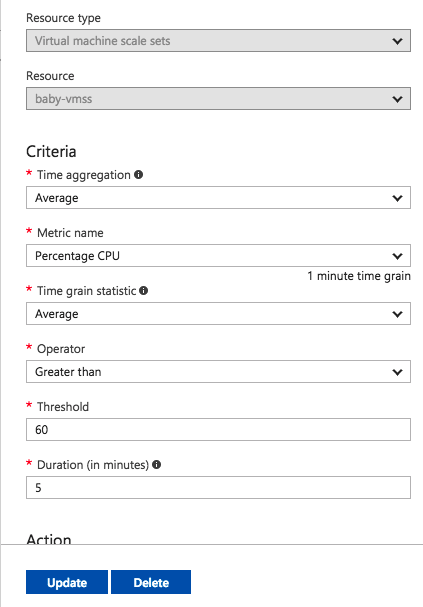 Resource type
Virtual machine scale sets
Resource
baby-vmss
Criteria
* Time aggregation
Average
* Metric name
Percentage CPU
1 minute time grain
* Time grain statistic
Average
* Operator
Greater than
* Threshold
60
* Duration (in minutes)
5
Action
Update Delete